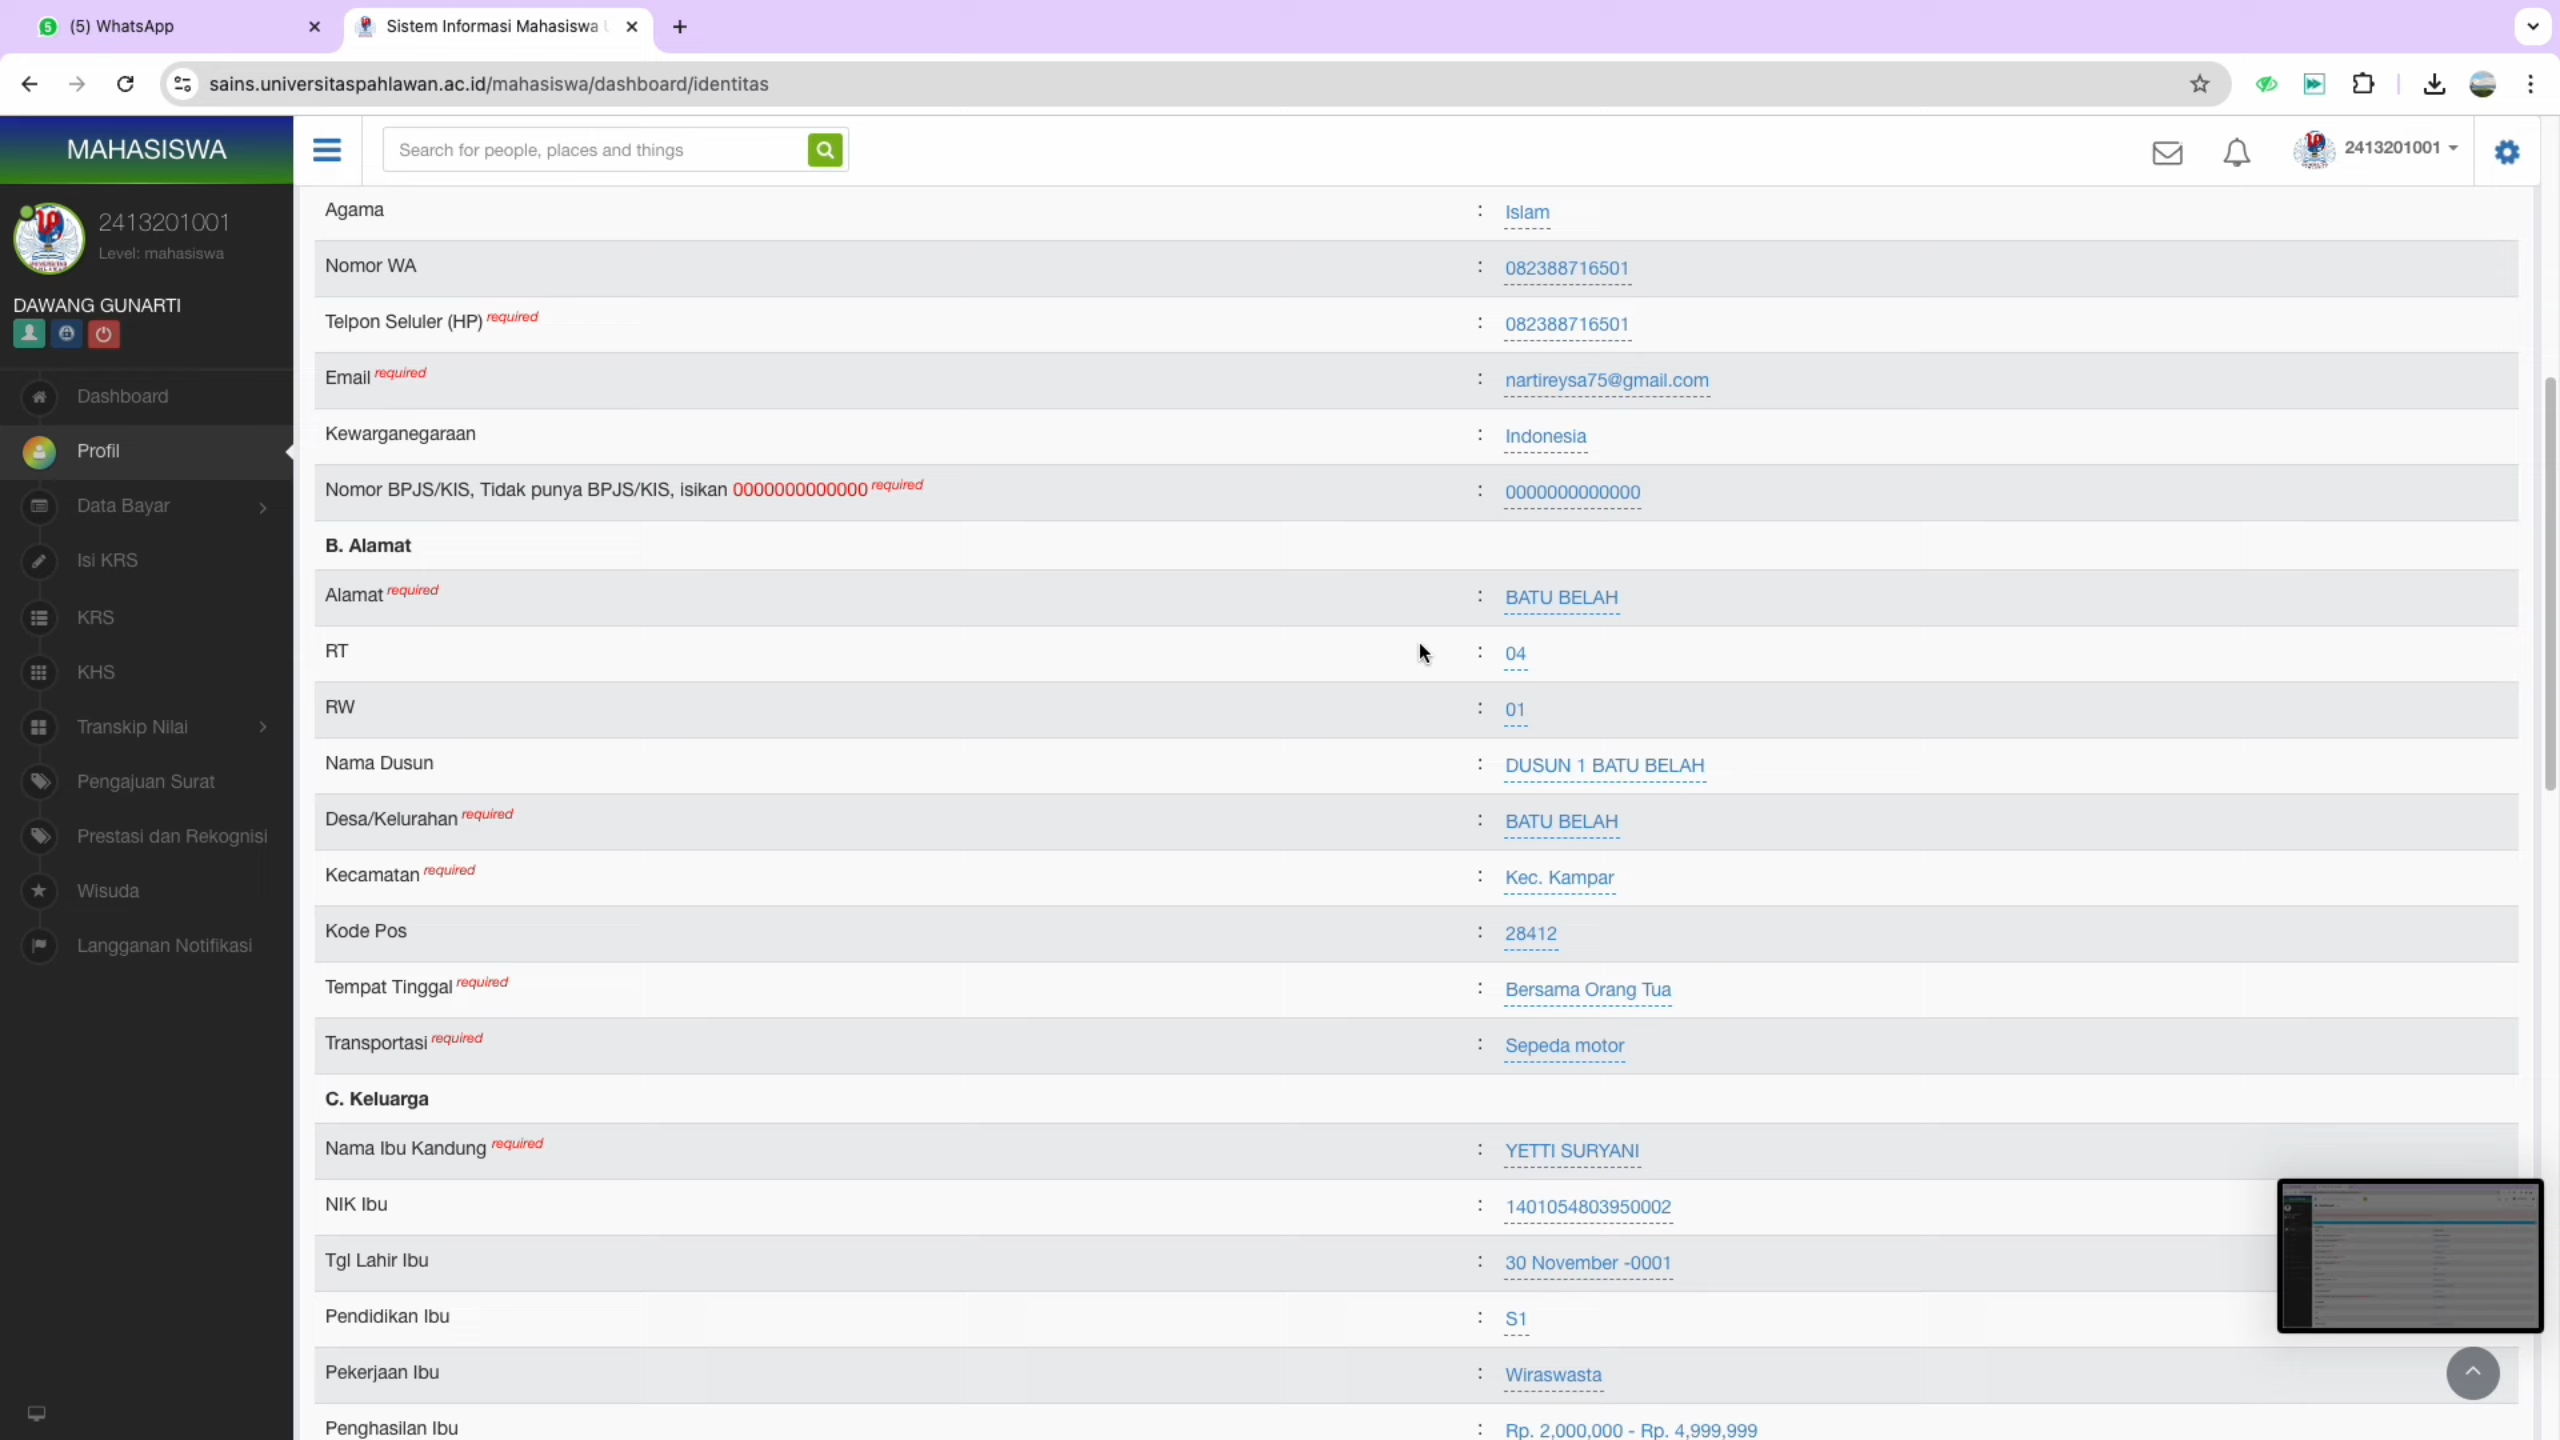 (5) WhatsApp
Sistem Informasi Mahasiswa
sains.universitaspahlawan.ac.id/mahasiswa/dashboard/identitas
MAHASISWA
Search for people, places and things
2413201001
2413201001
Level: mahasiswa
DAWANG GUNARTI
Dashboard
Profil
Data Bayar
Isi KRS
KRS
KHS
Transkip Nilai
Pengajuan Surat
Prestasi dan Rekognisi
Wisuda
Langganan Notifikasi
Agama : Islam
Nomor WA : 082388716501
Telpon Seluler (HP) required : 082388716501
Email required : nartireysa75@gmail.com
Kewarganegaraan : Indonesia
Nomor BPJS/KIS, Tidak punya BPJS/KIS, isikan 0000000000000 required : 0000000000000
B. Alamat
Alamat required : BATU BELAH
RT : 04
RW : 01
Nama Dusun : DUSUN 1 BATU BELAH
Desa/Kelurahan required : BATU BELAH
Kecamatan required : Kec. Kampar
Kode Pos : 28412
Tempat Tinggal required : Bersama Orang Tua
Transportasi required : Sepeda motor
C. Keluarga
Nama Ibu Kandung required : YETTI SURYANI
NIK Ibu : 1401054803950002
Tgl Lahir Ibu : 30 November -0001
Pendidikan Ibu : S1
Pekerjaan Ibu : Wiraswasta
Penghasilan Ibu : Rp. 2,000,000 - Rp. 4,999,999